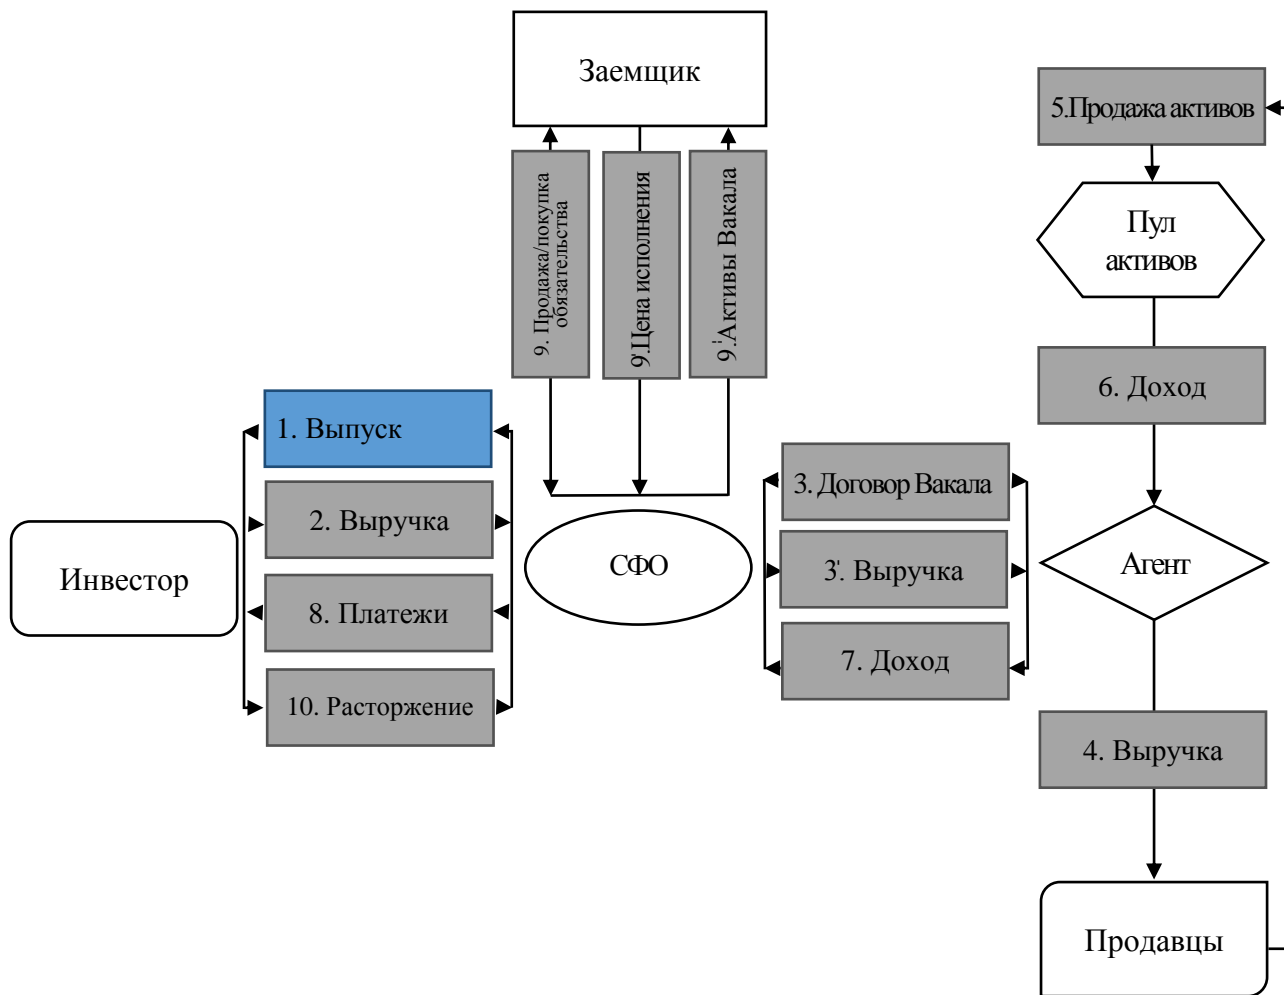 Заемщик
5.Продажа активов
9. Продажа/покупка
обязательства
9'.Цена исполнения
9''.Активы Вакала
Пул
активов
6. Доход
1. Выпуск
2. Выручка
8. Платежи
10. Расторжение
Инвестор
СФО
3. Договор Вакала
3'. Выручка
7. Доход
Агент
4. Выручка
Продавцы